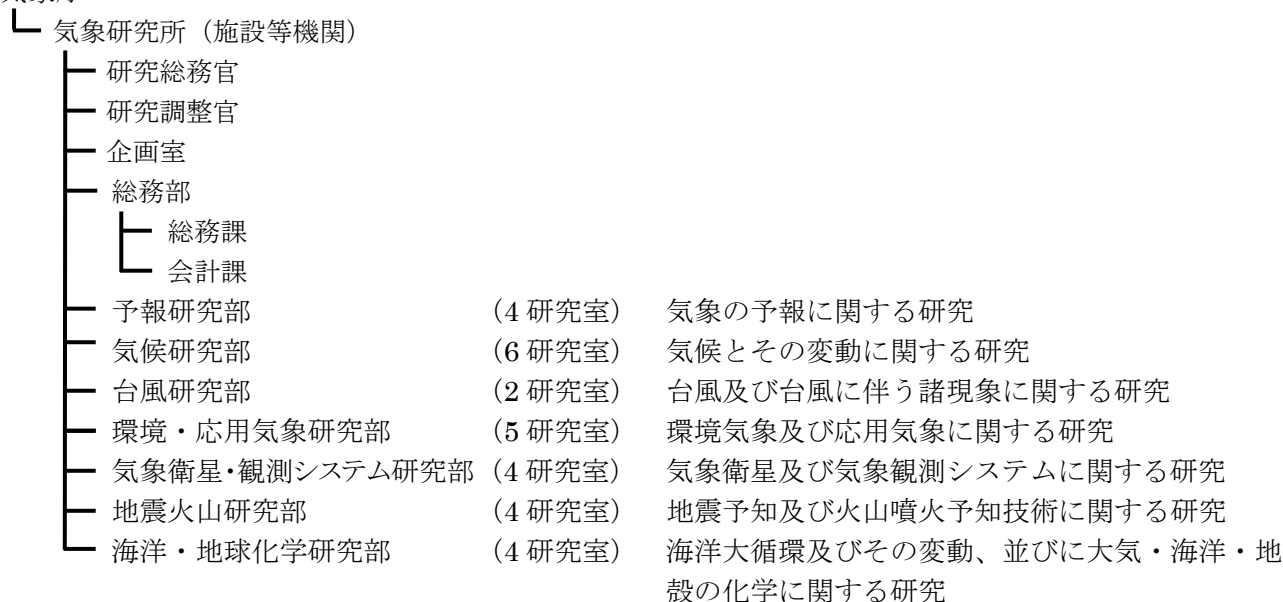 気象研究所（施設等機関）
研究総務官
研究調整官
企画室
総務部
総務課
会計課
予報研究部 （4 研究室） 気象の予報に関する研究
気候研究部 （6 研究室） 気候とその変動に関する研究
台風研究部 （2 研究室） 台風及び台風に伴う諸現象に関する研究
環境・応用気象研究部 （5 研究室） 環境気象及び応用気象に関する研究
気象衛星・観測システム研究部 （4 研究室） 気象衛星及び気象観測システムに関する研究
地震火山研究部 （4 研究室） 地震予知及び火山噴火予知技術に関する研究
海洋・地球化学研究部 （4 研究室） 海洋大循環及びその変動、並びに大気・海洋・地
殻の化学に関する研究